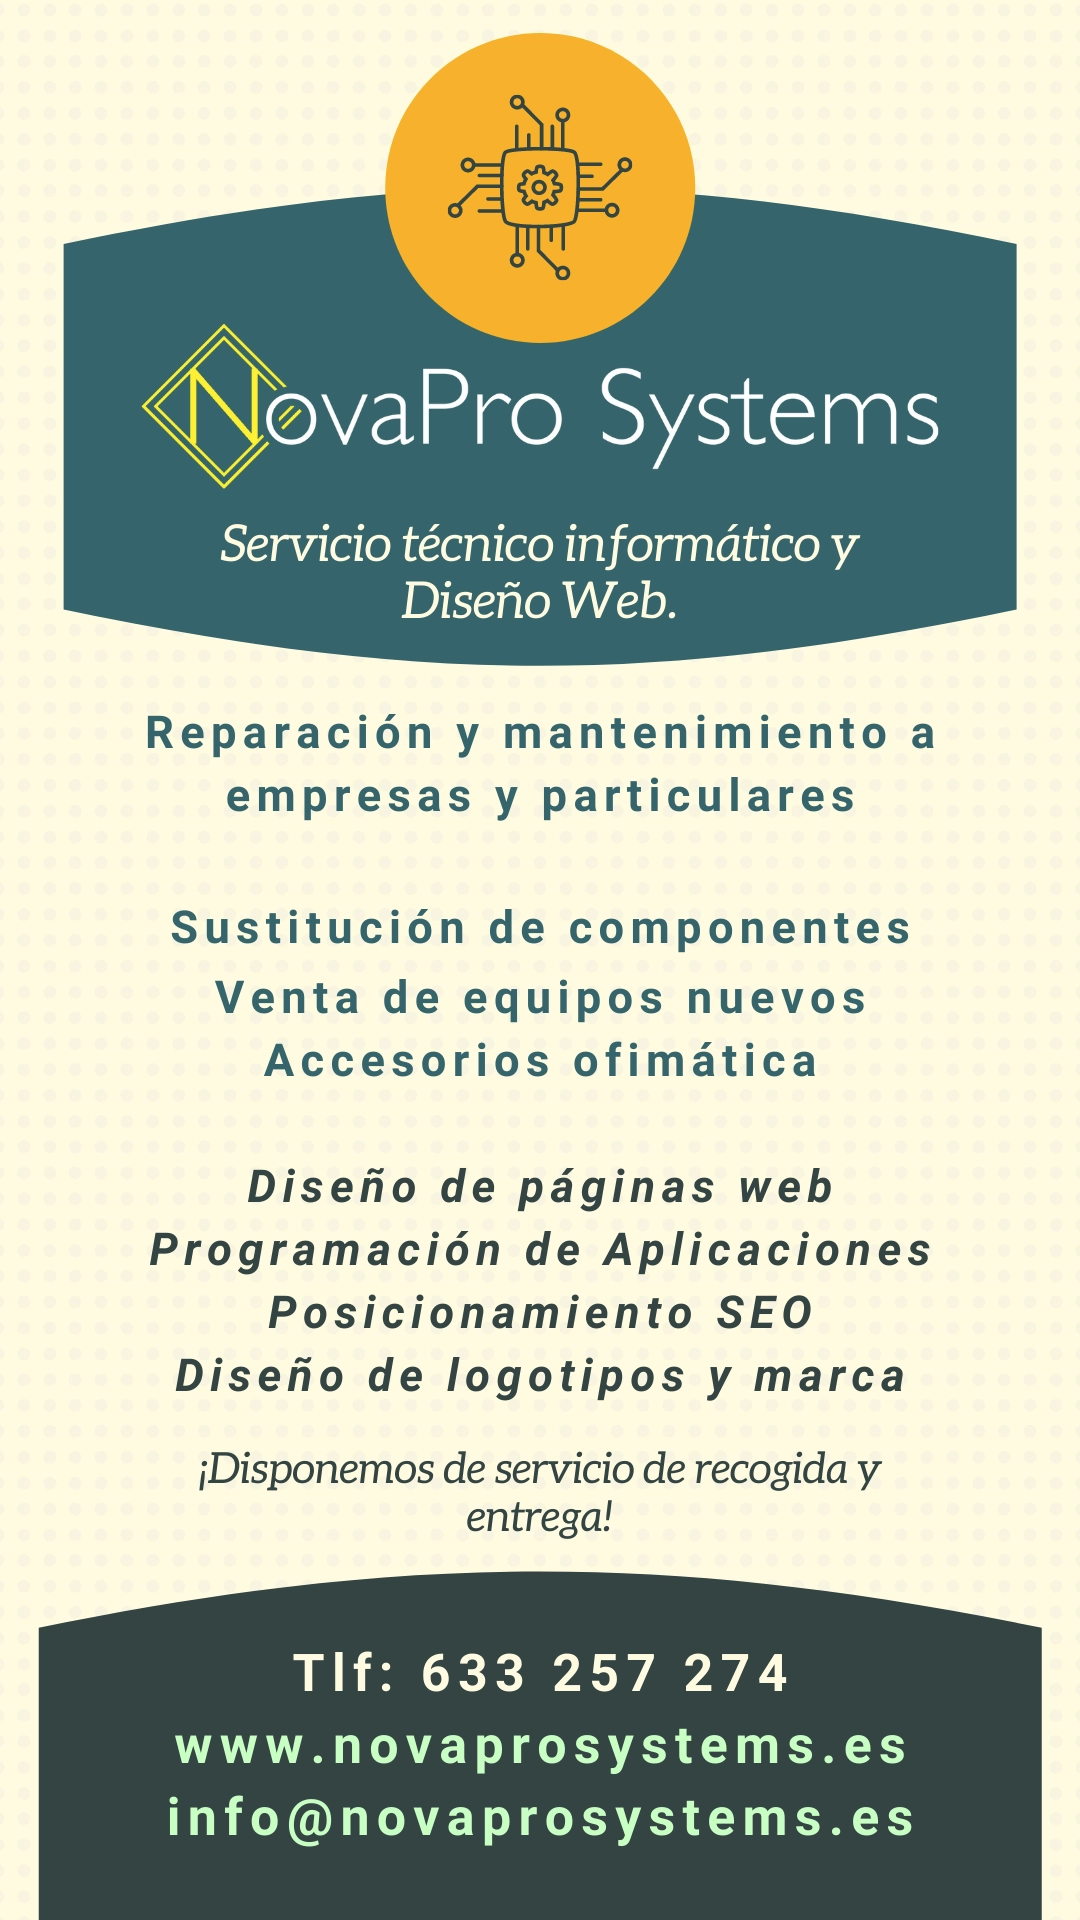 NovaPro Systems
Servicio técnico informático y
Diseño Web.
Reparación y mantenimiento a
empresas y particulares
Sustitución de componentes
Venta de equipos nuevos
Accesorios ofimática
Diseño de páginas web
Programación de Aplicaciones
Posicionamiento SEO
Diseño de logotipos y marca
¡Disponemos de servicio de recogida y
entrega!
Tlf: 633 257 274
www.novaprosystems.es
info@novaprosystems.es